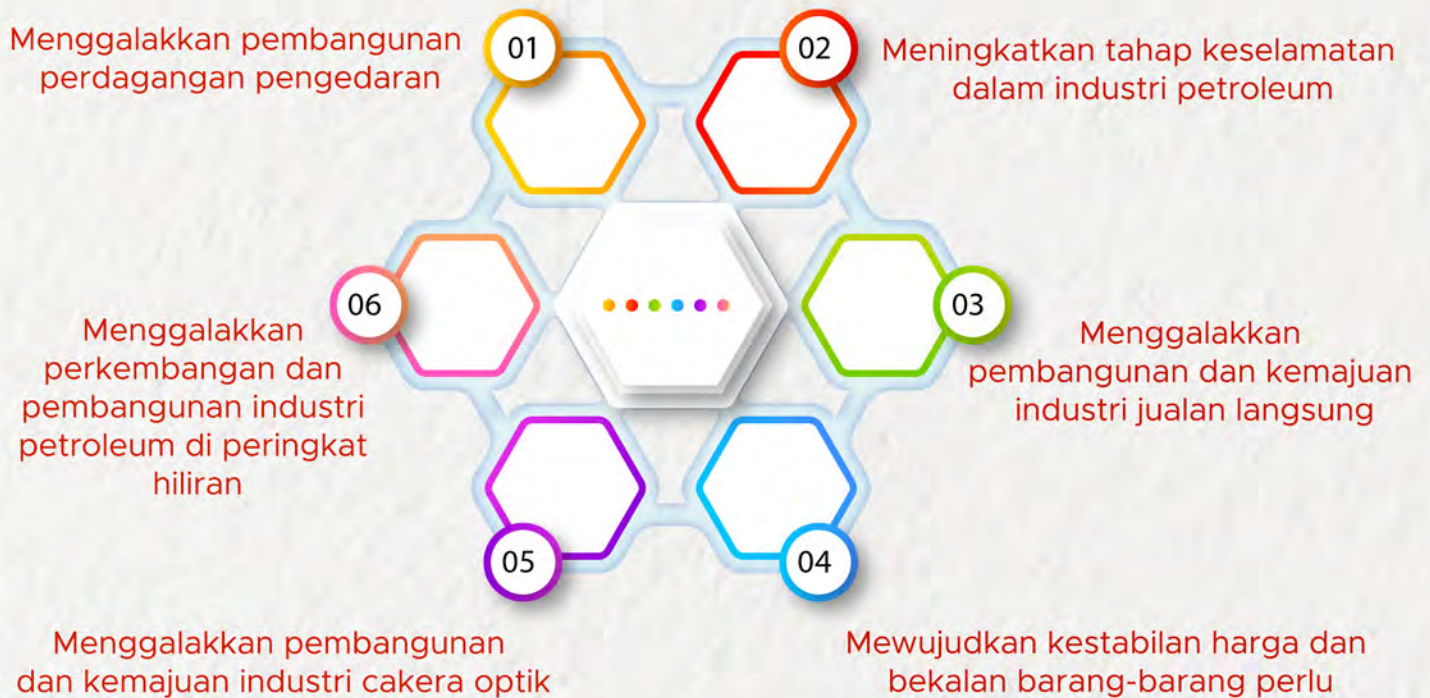 01
Menggalakkan pembangunan
perdagangan pengedaran
02
Meningkatkan tahap keselamatan
dalam industri petroleum
03
Menggalakkan
pembangunan dan kemajuan
industri jualan langsung
04
Mewujudkan kestabilan harga dan
bekalan barang-barang perlu
05
Menggalakkan pembangunan
dan kemajuan industri cakera optik
06
Menggalakkan
perkembangan dan
pembangunan industri
petroleum di peringkat
hiliran